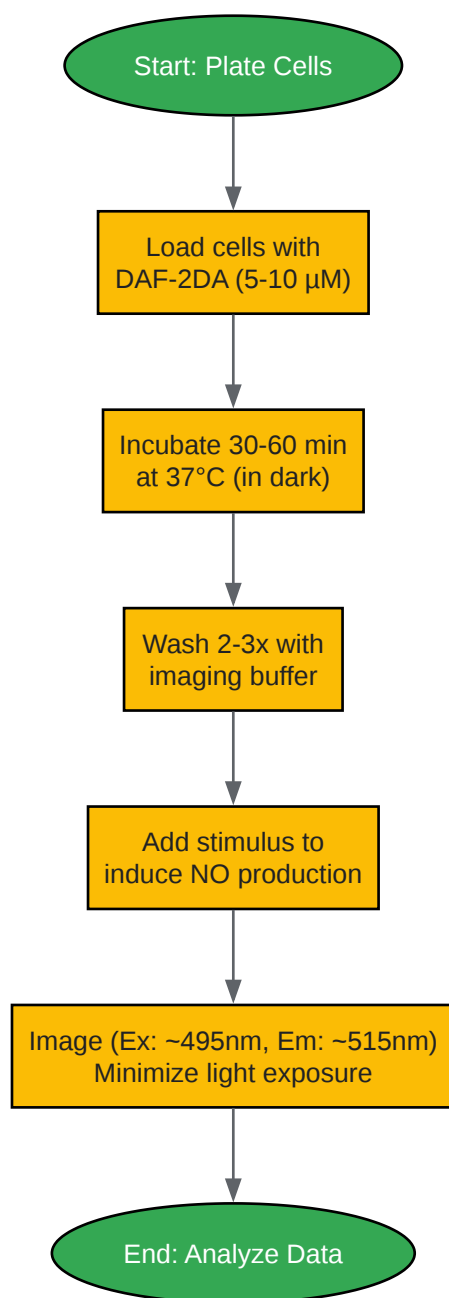 Start: Plate Cells
Load cells with
DAF-2DA (5-10 µM)
Incubate 30-60 min
at 37°C (in dark)
Wash 2-3x with
imaging buffer
Add stimulus to
induce NO production
Image (Ex: ~495nm, Em: ~515nm)
Minimize light exposure
End: Analyze Data